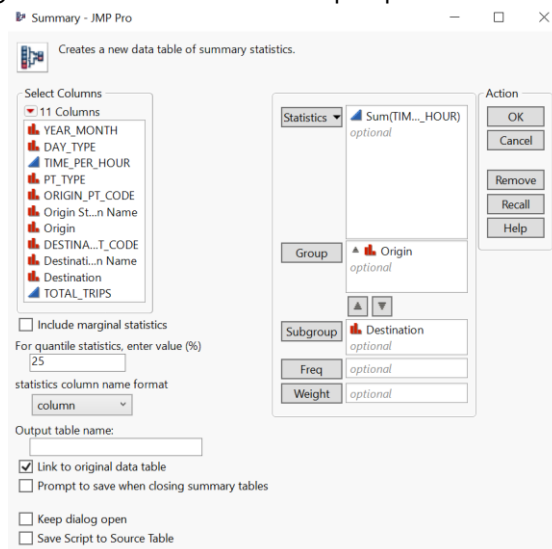 Summary - JMP Pro
Creates a new data table of summary statistics.
Select Columns
11 Columns
YEAR_MONTH
DAY_TYPE
TIME_PER_HOUR
PT_TYPE
ORIGIN_PT_CODE
Origin St...n Name
Origin
DESTINA...T_CODE
Destinati...n Name
Destination
TOTAL_TRIPS
Include marginal statistics
For quantile statistics, enter value (%)
25
statistics column name format
column
Output table name:
Link to original data table
Prompt to save when closing summary tables
Keep dialog open
Save Script to Source Table
Statistics
Sum(TIM..._HOUR)
optional
Group
Origin
optional
Subgroup
Destination
optional
Freq
optional
Weight
optional
Action
OK
Cancel
Remove
Recall
Help